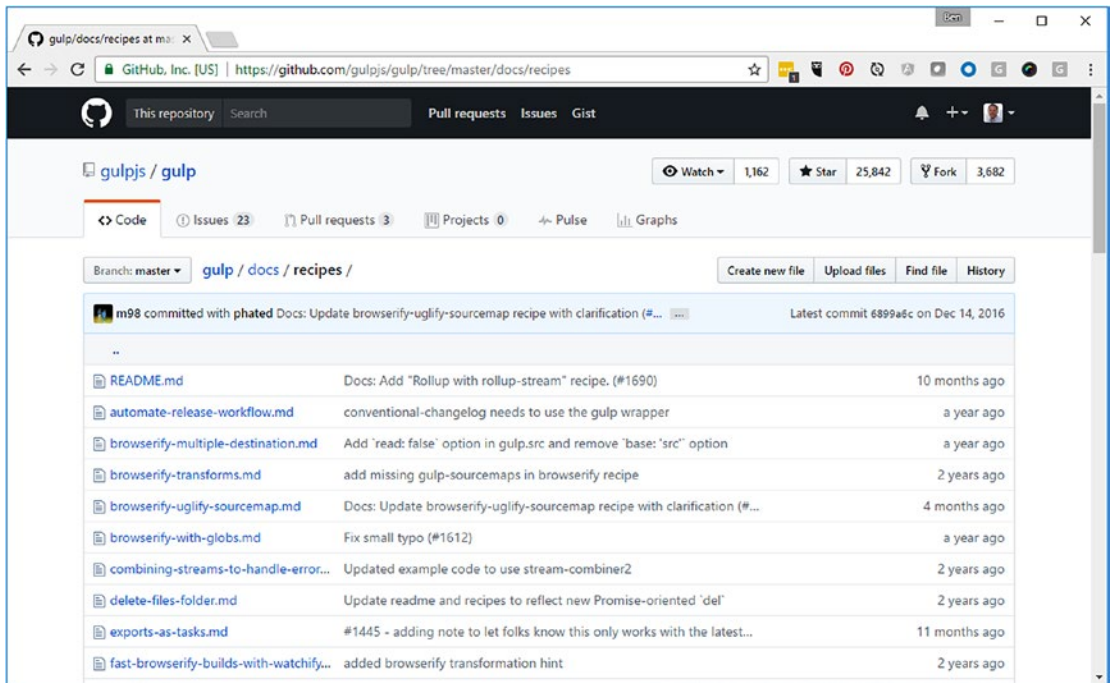 Ben
gulp/docs/recipes at ma
GitHub, Inc. [US] | https://github.com/gulpjs/gulp/tree/master/docs/recipes
1 G G
This repository Search Pull requests Issues Gist
gulpjs / gulp Watch 1,162 Star 25,842 Fork 3,682
<> Code Issues 23 Pull requests 3 Projects 0 Pulse Graphs
Branch: master gulp / docs / recipes / Create new file Upload files Find file History
m98 committed with phated Docs: Update browserify-uglify-sourcemap recipe with clarification (#... ... Latest commit 6899a6c on Dec 14, 2016
..
README.md Docs: Add "Rollup with rollup-stream" recipe. (#1690) 10 months ago
automate-release-workflow.md conventional-changelog needs to use the gulp wrapper a year ago
browserify-multiple-destination.md Add `read: false` option in gulp.src and remove `base: 'src'` option a year ago
browserify-transforms.md add missing gulp-sourcemaps in browserify recipe 2 years ago
browserify-uglify-sourcemap.md Docs: Update browserify-uglify-sourcemap recipe with clarification (#... 4 months ago
browserify-with-globs.md Fix small typo (#1612) a year ago
combining-streams-to-handle-error... Updated example code to use stream-combiner2 2 years ago
delete-files-folder.md Update readme and recipes to reflect new Promise-oriented `del` 2 years ago
exports-as-tasks.md #1445 - adding note to let folks know this only works with the latest... 11 months ago
fast-browserify-builds-with-watchify... added browserify transformation hint 2 years ago